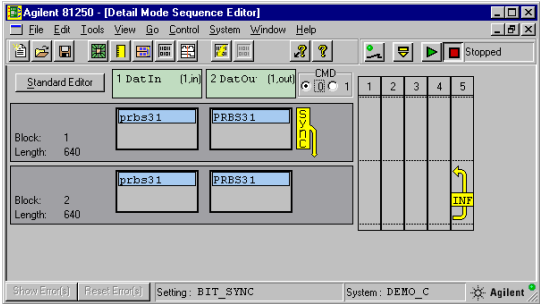 Agilent 81250 - [Detail Mode Sequence Editor]
File Edit Tools View Go Control System Window Help
Stopped
Standard Editor 1 DatIn (1,in) 2 DatOu (1,out) CMD 0 1 1 2 3 4 5
prbs31 PRBS31 Sync
Block: 1
Length: 640
prbs31 PRBS31
Block: 2 INF
Length: 640
Show Error(s) Reset Error(s) Setting: BIT_SYNC System: DEMO_C Agilent